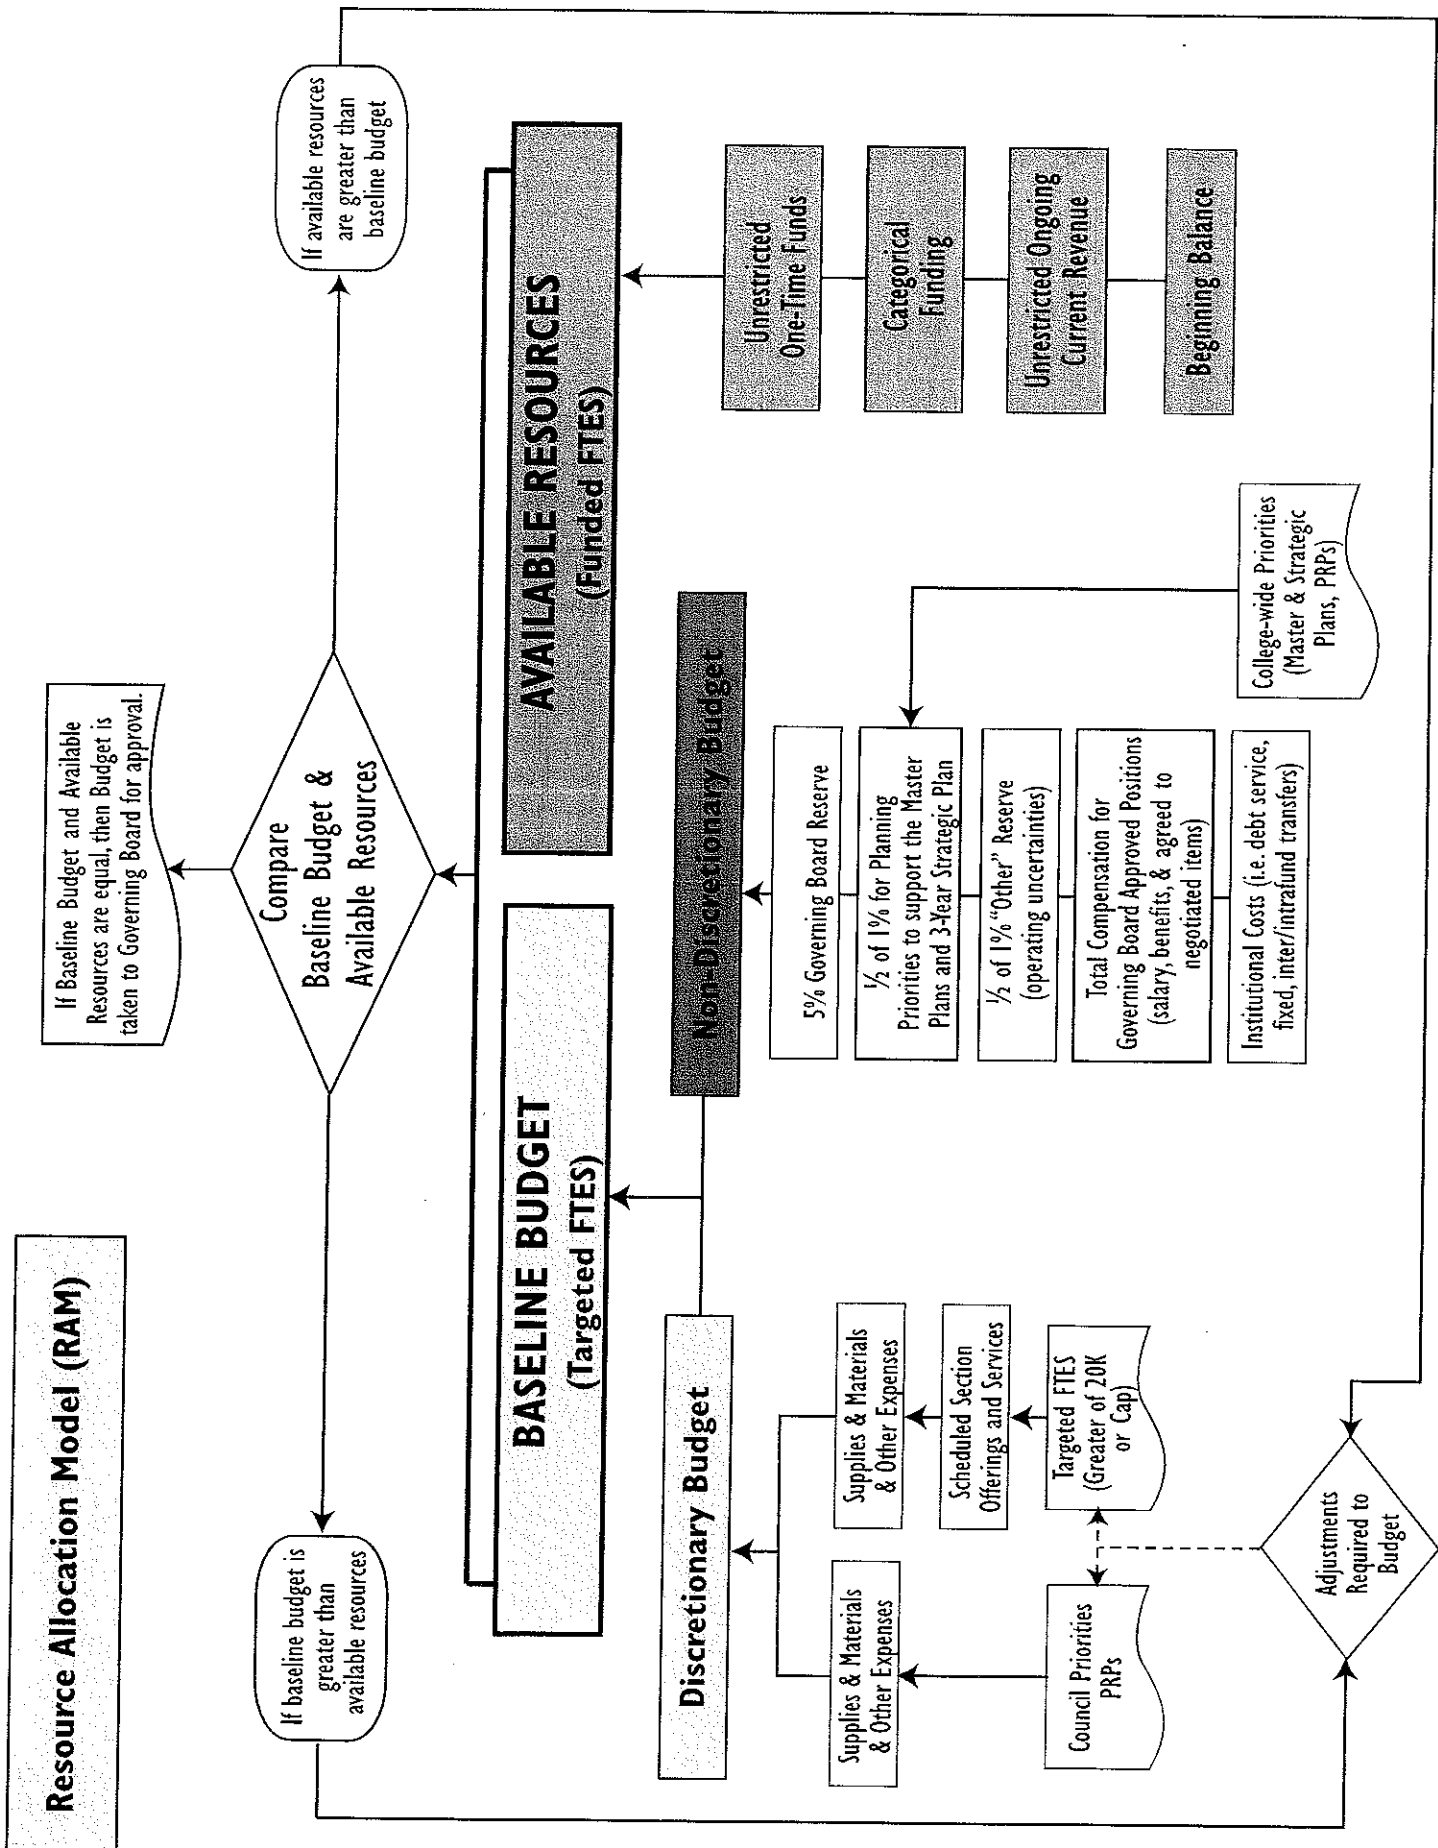 Resource Allocation Model (RAM)
If Baseline Budget and Available
Resources are equal, then Budget is
taken to Governing Board for approval.
If baseline budget is
greater than
available resources
Compare
Baseline Budget &
Available Resources
If available resources
are greater than
baseline budget
BASELINE BUDGET
(Targeted FTES)
AVAILABLE RESOURCES
(Funded FTES)
Discretionary Budget
Supplies & Materials
& Other Expenses
Council Priorities
PRPs
Supplies & Materials
& Other Expenses
Scheduled Section
Offerings and Services
Targeted FTES
(Greater of 20K
or Cap)
Adjustments
Required to
Budget
Non-Discretionary Budget
5% Governing Board Reserve
½ of 1% for Planning
Priorities to support the Master
Plans and 3-Year Strategic Plan
½ of 1% "Other" Reserve
(operating uncertainties)
Total Compensation for
Governing Board Approved Positions
(salary, benefits, & agreed to
negotiated items)
Institutional Costs (i.e. debt service,
fixed, inter/intrafund transfers)
College-wide Priorities
(Master & Strategic
Plans, PRPs)
Unrestricted
One-Time Funds
Categorical
Funding
Unrestricted Ongoing
Current Revenue
Beginning Balance